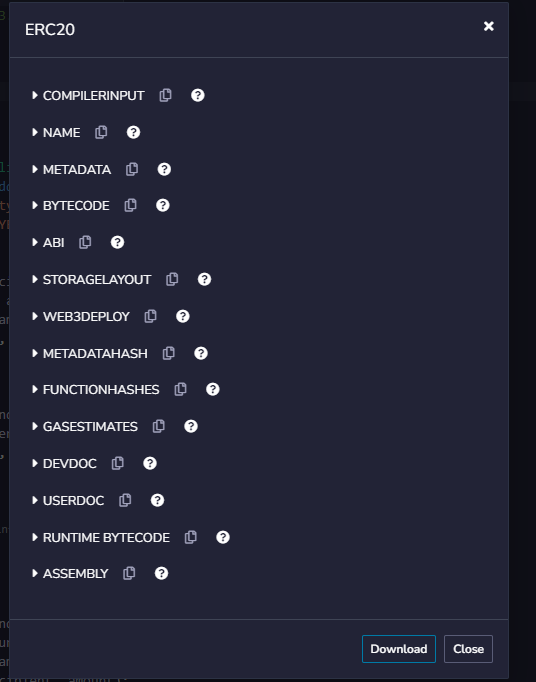 ERC20
COMPILERINPUT
NAME
METADATA
BYTECODE
ABI
STORAGELAYOUT
WEB3DEPLOY
METADATAHASH
FUNCTIONHASHES
GASESTIMATES
DEVDOC
USERDOC
RUNTIME BYTECODE
ASSEMBLY
Download Close